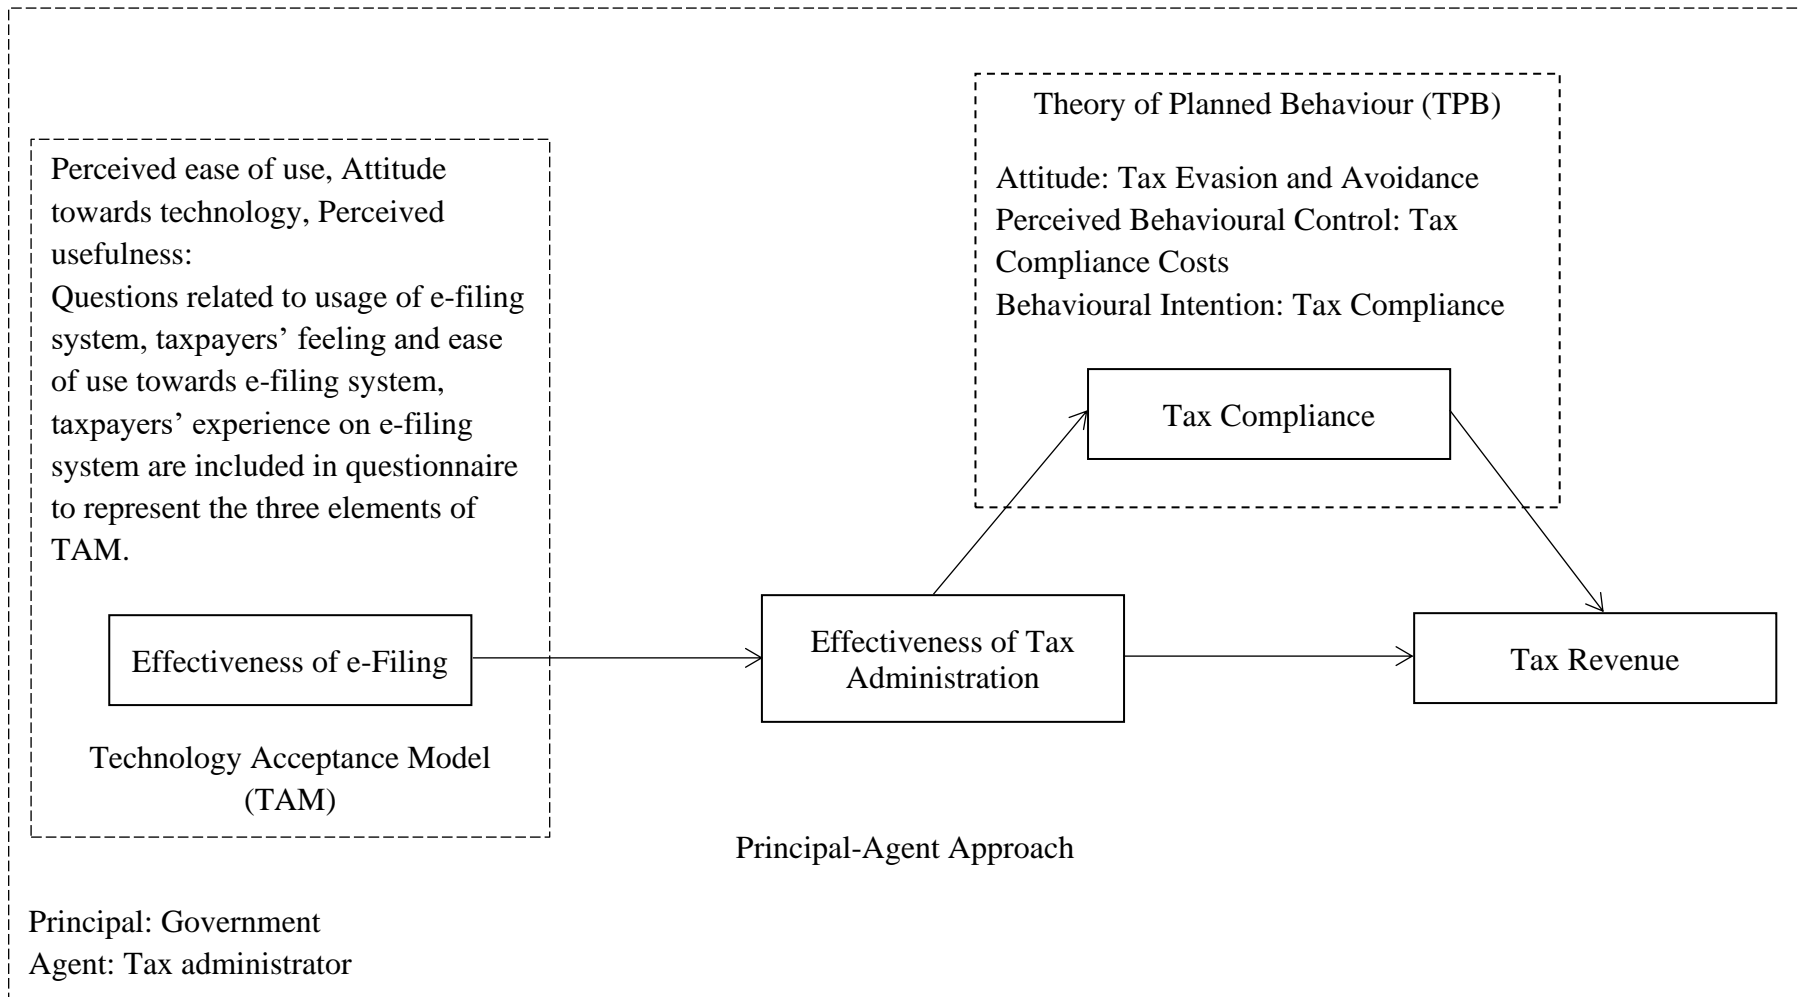 Theory of Planned Behaviour (TPB)
Attitude: Tax Evasion and Avoidance
Perceived Behavioural Control: Tax
Compliance Costs
Behavioural Intention: Tax Compliance
Tax Compliance
Perceived ease of use, Attitude
towards technology, Perceived
usefulness:
Questions related to usage of e-filing
system, taxpayers’ feeling and ease
of use towards e-filing system,
taxpayers’ experience on e-filing
system are included in questionnaire
to represent the three elements of
TAM.
Effectiveness of e-Filing
Technology Acceptance Model
(TAM)
Effectiveness of Tax
Administration
Tax Revenue
Principal-Agent Approach
Principal: Government
Agent: Tax administrator